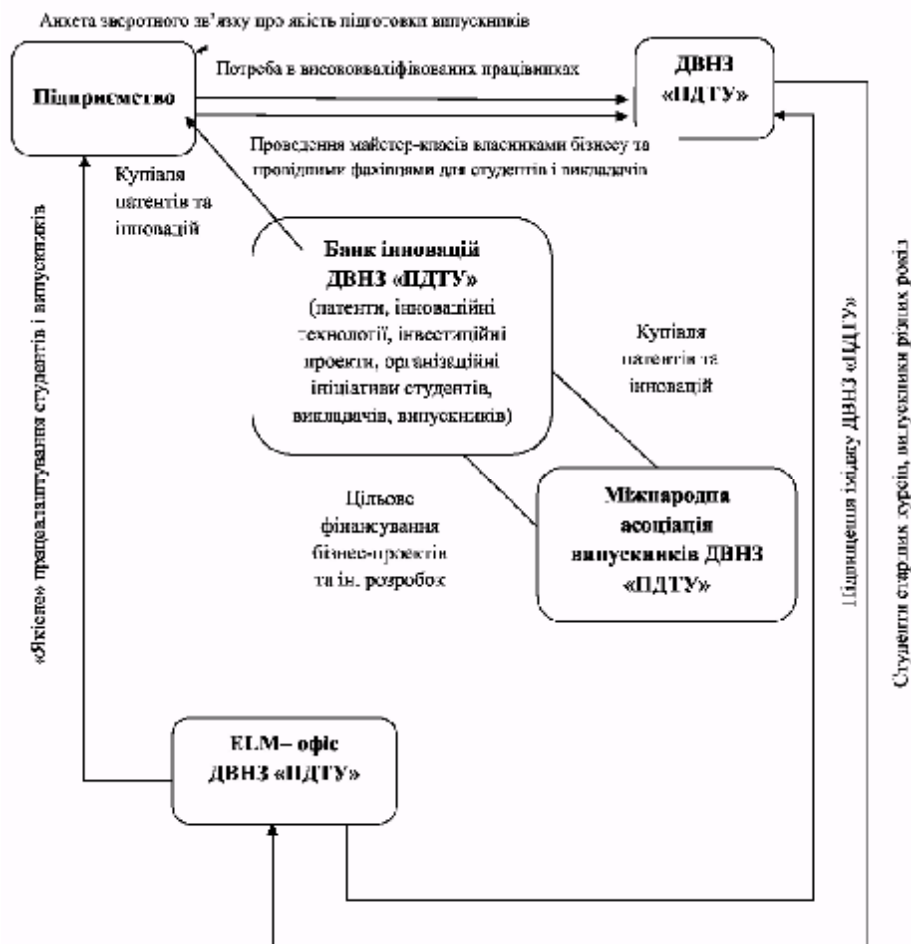 Анкета зворотного зв’язку про якість підготовки випускників
Підприємство
Потреба в висококваліфікованих працівниках
ДВНЗ
«ПДТУ»
Проведення майстер-класів власниками бізнесу та
провідними фахівцями для студентів і викладачів
Купівля
патентів та
інновацій
Банк інновацій
ДВНЗ «ПДТУ»
(патенти, інноваційні
технології, інвестиційні
проекти, організаційні
ініціативи студентів,
викладачів, випускників)
Купівля
патентів та
інновацій
Цільове
фінансування
бізнес-проектів
та ін. розробок
Міжнародна
асоціація
випускників ДВНЗ
«ПДТУ»
«Якісне» працевлаштування студентів і випускників
Підвищення іміджу ДВНЗ «ПДТУ»
Студенти старших курсів, випускники різних років
ELM– офіс
ДВНЗ «ПДТУ»